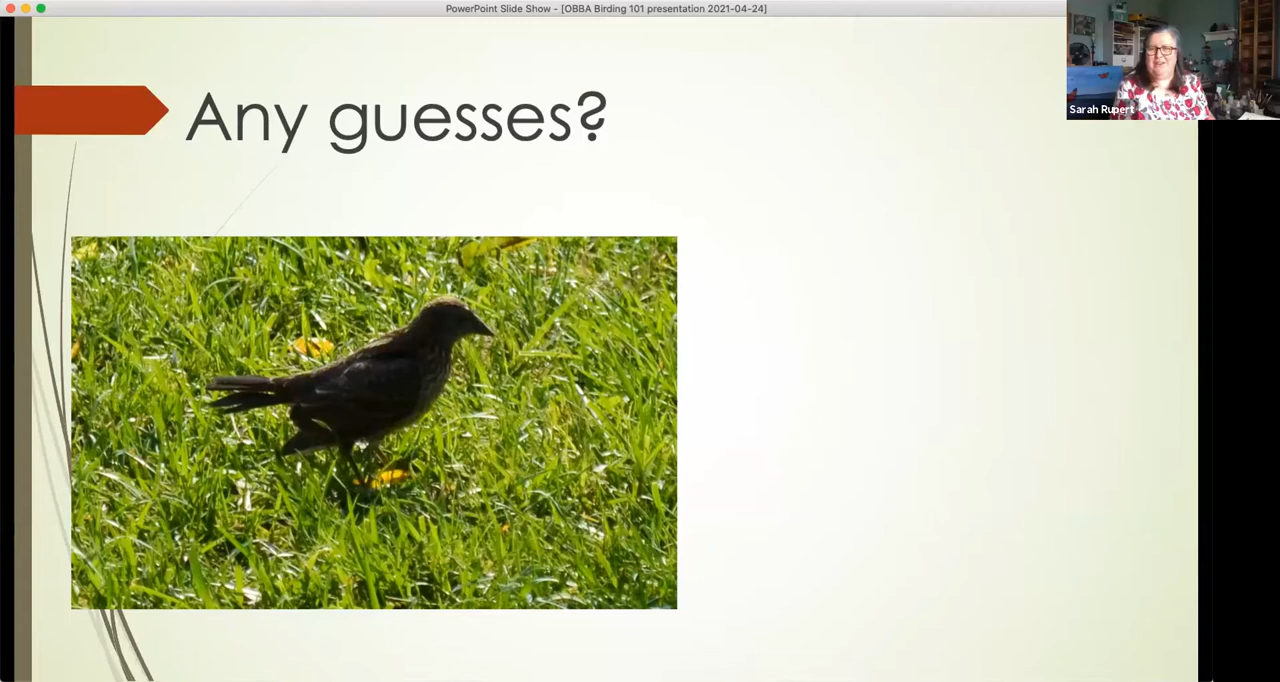 PowerPoint Slide Show - [OBBA Birding 101 presentation 2021-04-24]
Sarah Rupert
Any guesses?